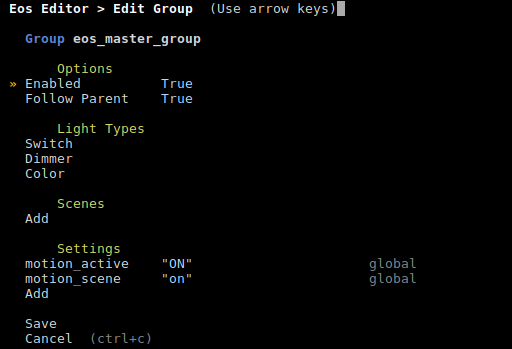 Eos Editor > Edit Group  (Use arrow keys)
Group eos_master_group
Options
» Enabled          True
Follow Parent    True
Light Types
Switch
Dimmer
Color
Scenes
Add
Settings
motion_active    "ON"                      global
motion_scene     "on"                      global
Add
Save
Cancel  (ctrl+c)